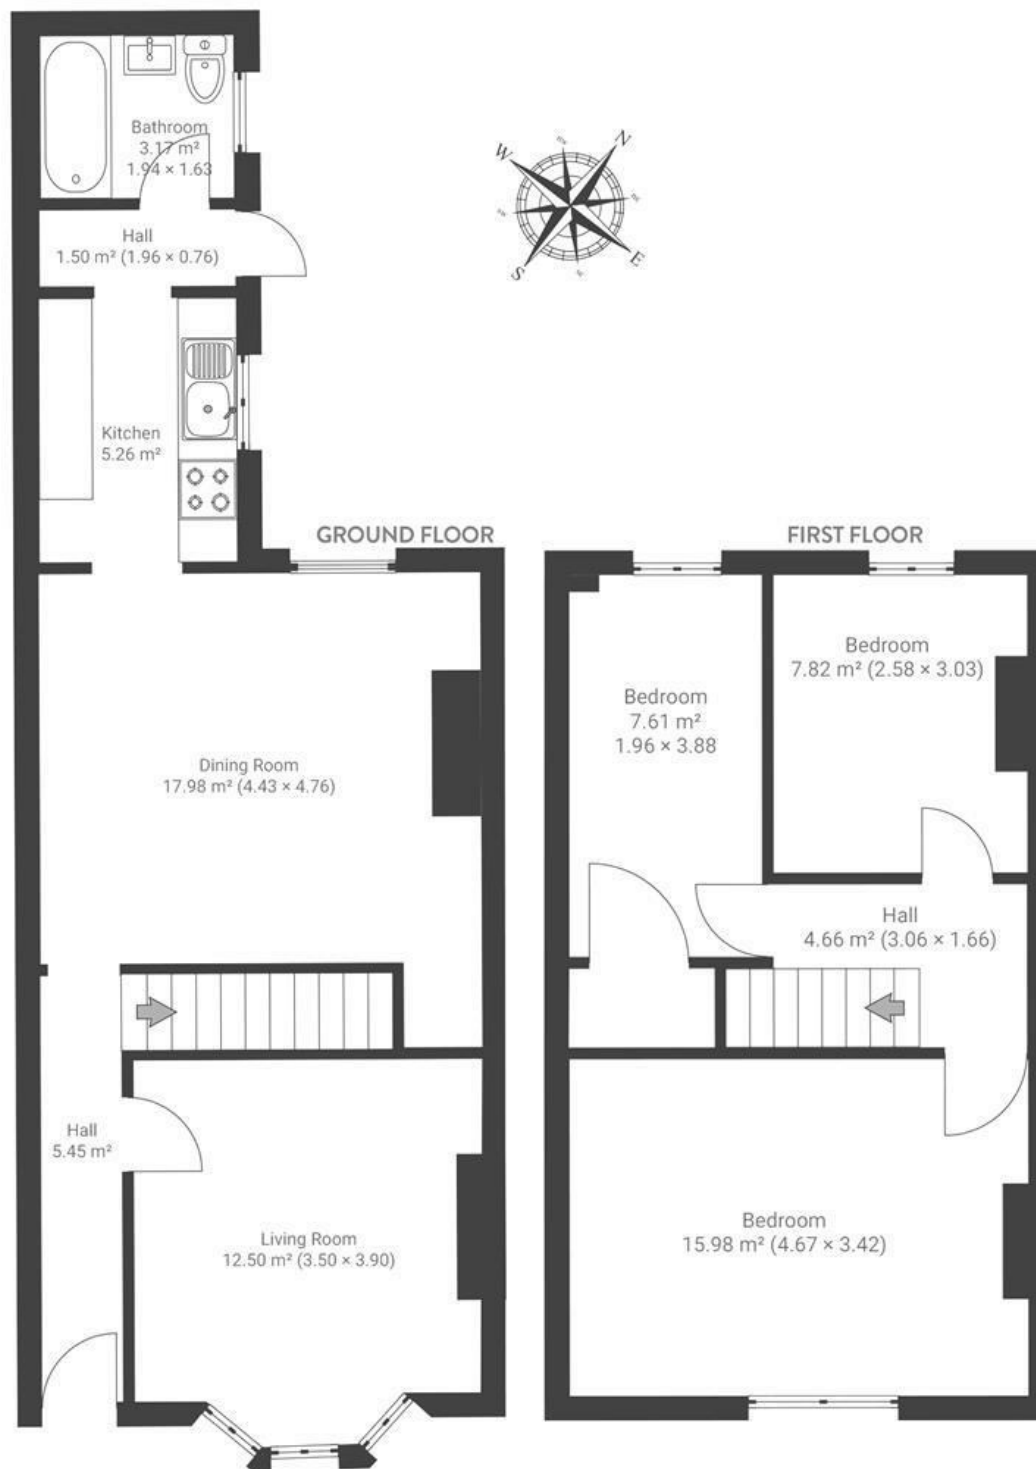 Bathroom
3.17 m²
1.94 × 1.63
N
W
E
S
Hall
1.50 m² (1.96 × 0.76)
Kitchen
5.26 m²
GROUND FLOOR
Dining Room
17.98 m² (4.43 × 4.76)
Hall
5.45 m²
Living Room
12.50 m² (3.50 × 3.90)
FIRST FLOOR
Bedroom
7.82 m² (2.58 × 3.03)
Bedroom
7.61 m²
1.96 × 3.88
Hall
4.66 m² (3.06 × 1.66)
Bedroom
15.98 m² (4.67 × 3.42)